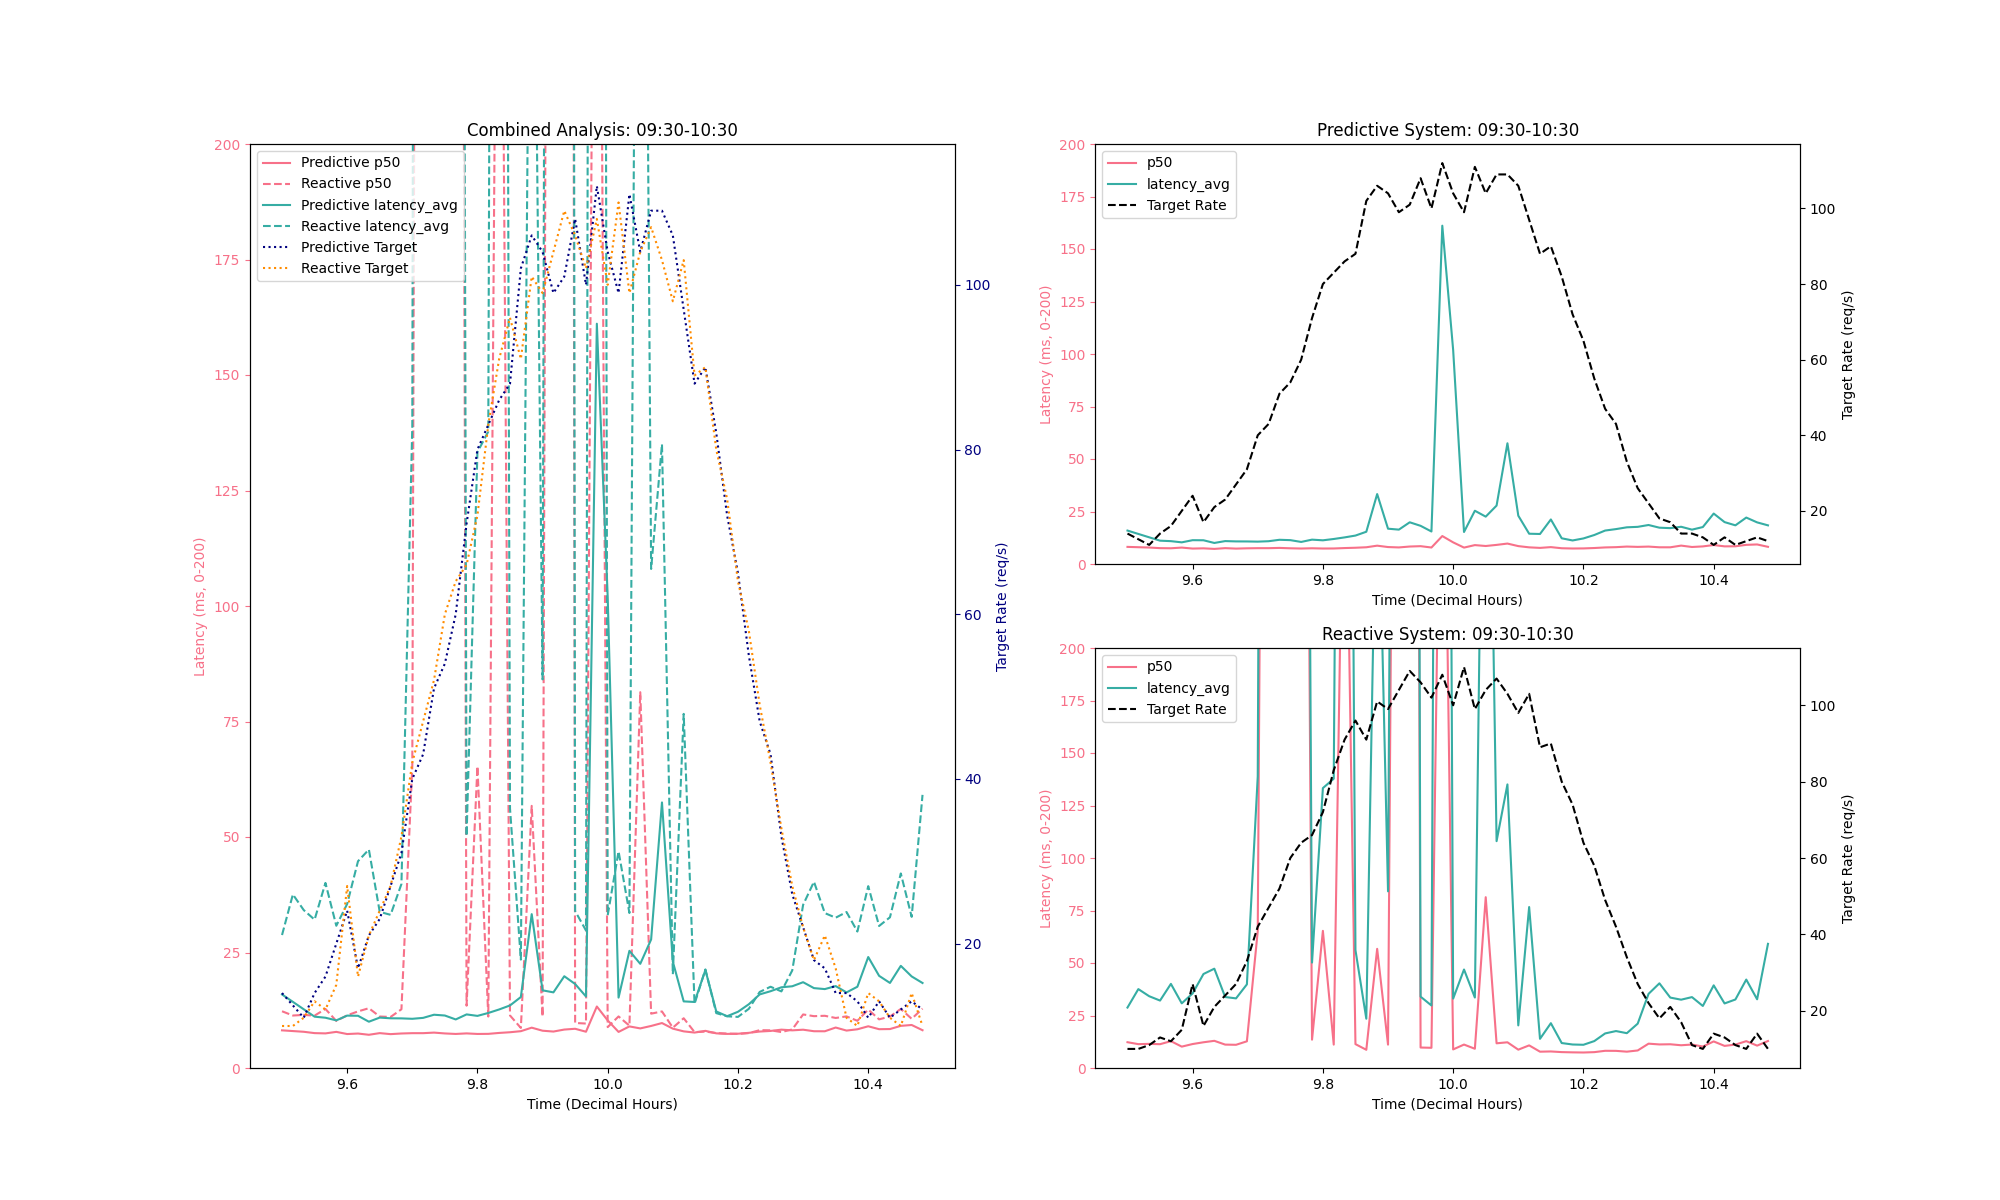 Combined Analysis: 09:30-10:30
Predictive p50
Reactive p50
Predictive latency_avg
Reactive latency_avg
Predictive Target
Reactive Target
200
175
150
125
100
75
50
25
0
Latency (ms, 0-200)
9.6 9.8 10.0 10.2 10.4
Time (Decimal Hours)
100
80
60
40
20
Target Rate (req/s)
Predictive System: 09:30-10:30
p50
latency_avg
Target Rate
200
175
150
125
100
75
50
25
0
Latency (ms, 0-200)
9.6 9.8 10.0 10.2 10.4
Time (Decimal Hours)
100
80
60
40
20
Target Rate (req/s)
Reactive System: 09:30-10:30
p50
latency_avg
Target Rate
200
175
150
125
100
75
50
25
0
Latency (ms, 0-200)
9.6 9.8 10.0 10.2 10.4
Time (Decimal Hours)
100
80
60
40
20
Target Rate (req/s)